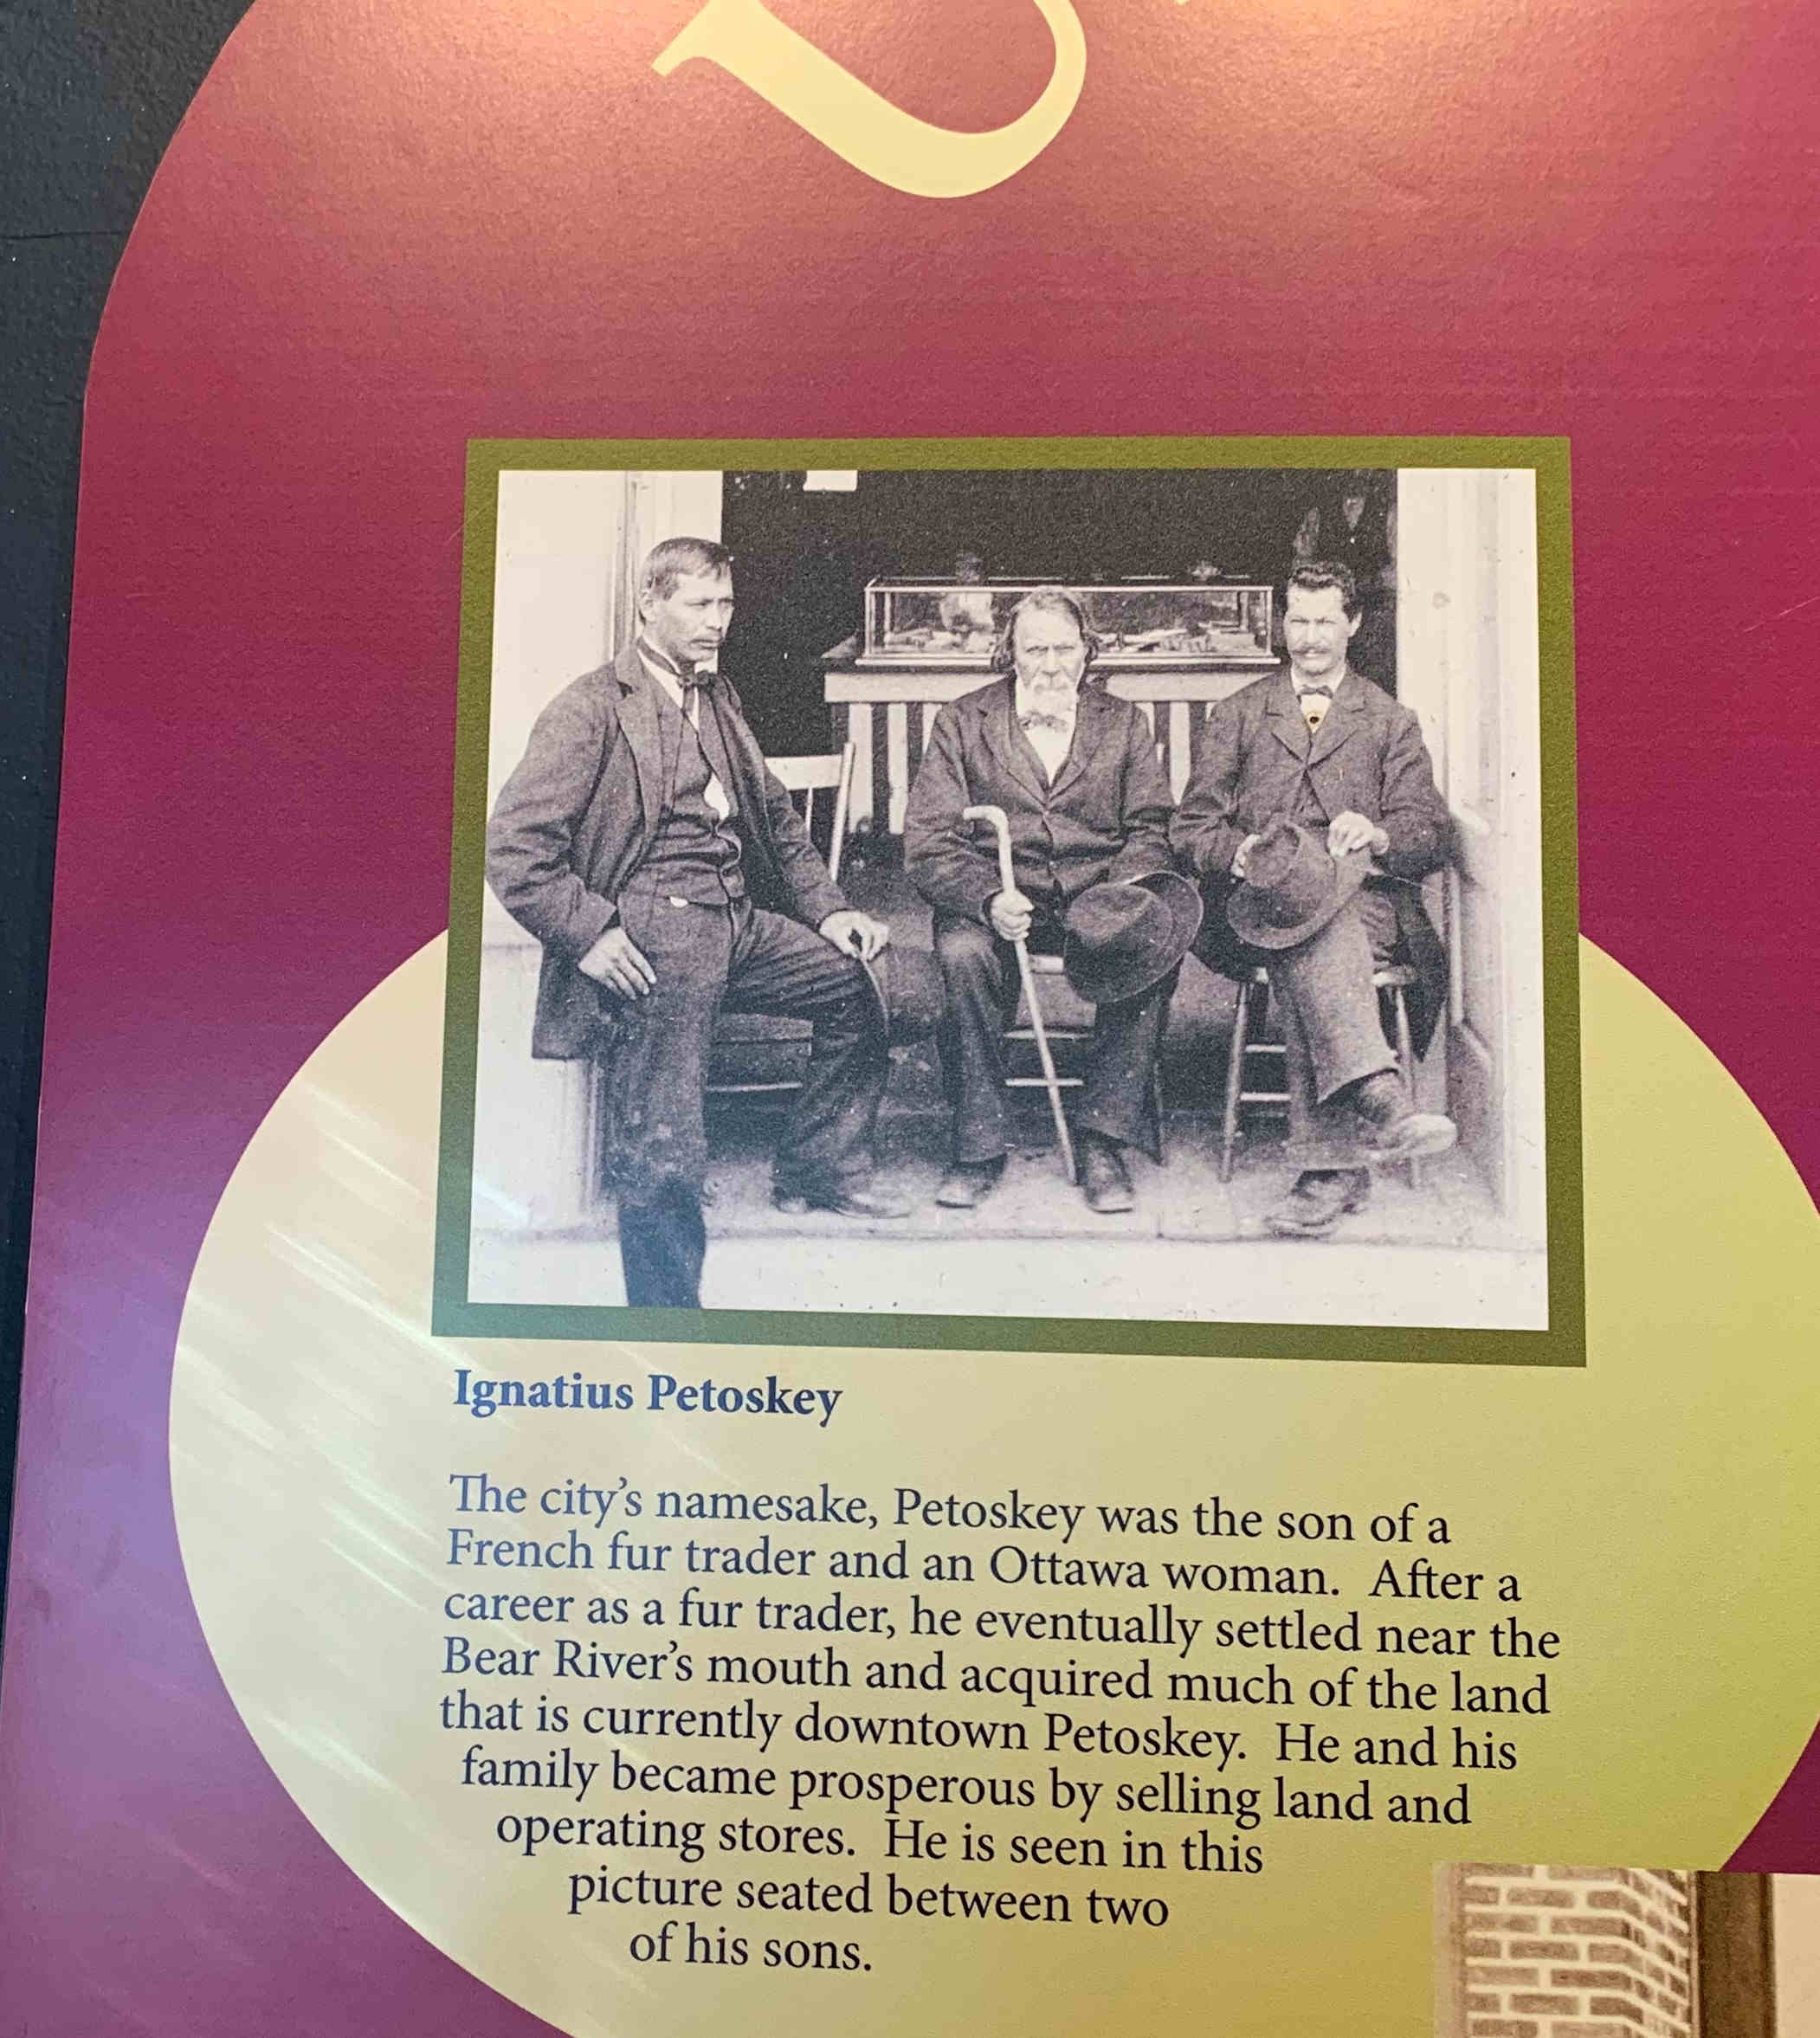 Ignatius Petoskey
The city's namesake, Petoskey was the son of a
French fur trader and an Ottawa woman. After a
career as a fur trader, he eventually settled near the
Bear River's mouth and acquired much of the land
that is currently downtown Petoskey. He and his
family became prosperous by selling land and
operating stores. He is seen in this
picture seated between two
of his sons.